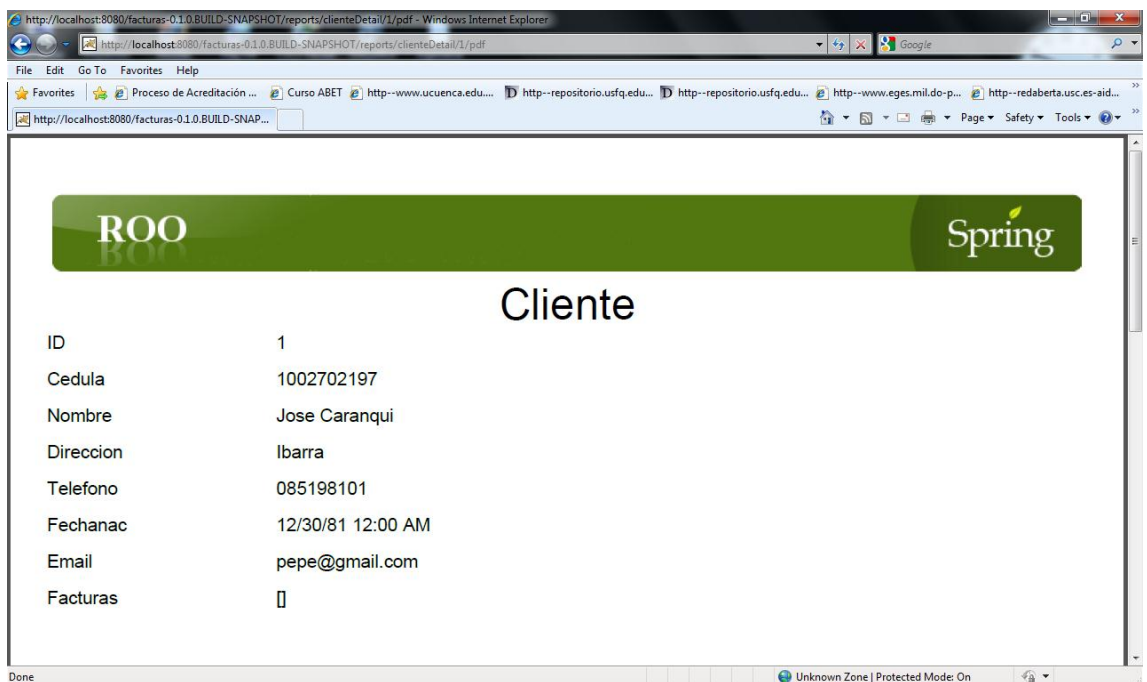 http://localhost:8080/facturas-0.1.0.BUILD-SNAPSHOT/reports/clienteDetail/1/pdf - Windows Internet Explorer
http://localhost:8080/facturas-0.1.0.BUILD-SNAPSHOT/reports/clienteDetail/1/pdf Google
File Edit Go To Favorites Help
Favorites Proceso de Acreditación ... Curso ABET http--www.ucuenca.edu.... http--repositorio.usfq.edu... http--repositorio.usfq.edu... http--www.eges.mil.do-p... http--redaberta.usc.es-aid...
http://localhost:8080/facturas-0.1.0.BUILD-SNAP... Page Safety Tools
ROO Spring
Cliente
ID 1
Cedula 1002702197
Nombre Jose Caranqui
Direccion Ibarra
Telefono 085198101
Fechanac 12/30/81 12:00 AM
Email pepe@gmail.com
Facturas []
Done Unknown Zone | Protected Mode: On